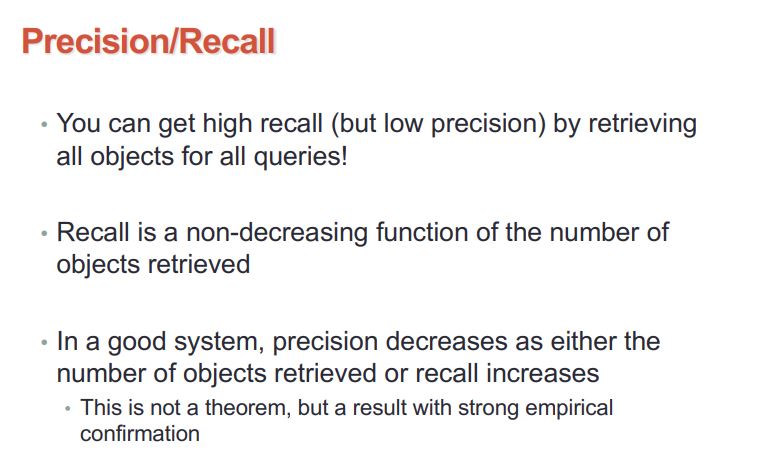 Precision/Recall
• You can get high recall (but low precision) by retrieving
all objects for all queries!
• Recall is a non-decreasing function of the number of
objects retrieved
• In a good system, precision decreases as either the
number of objects retrieved or recall increases
• This is not a theorem, but a result with strong empirical
confirmation